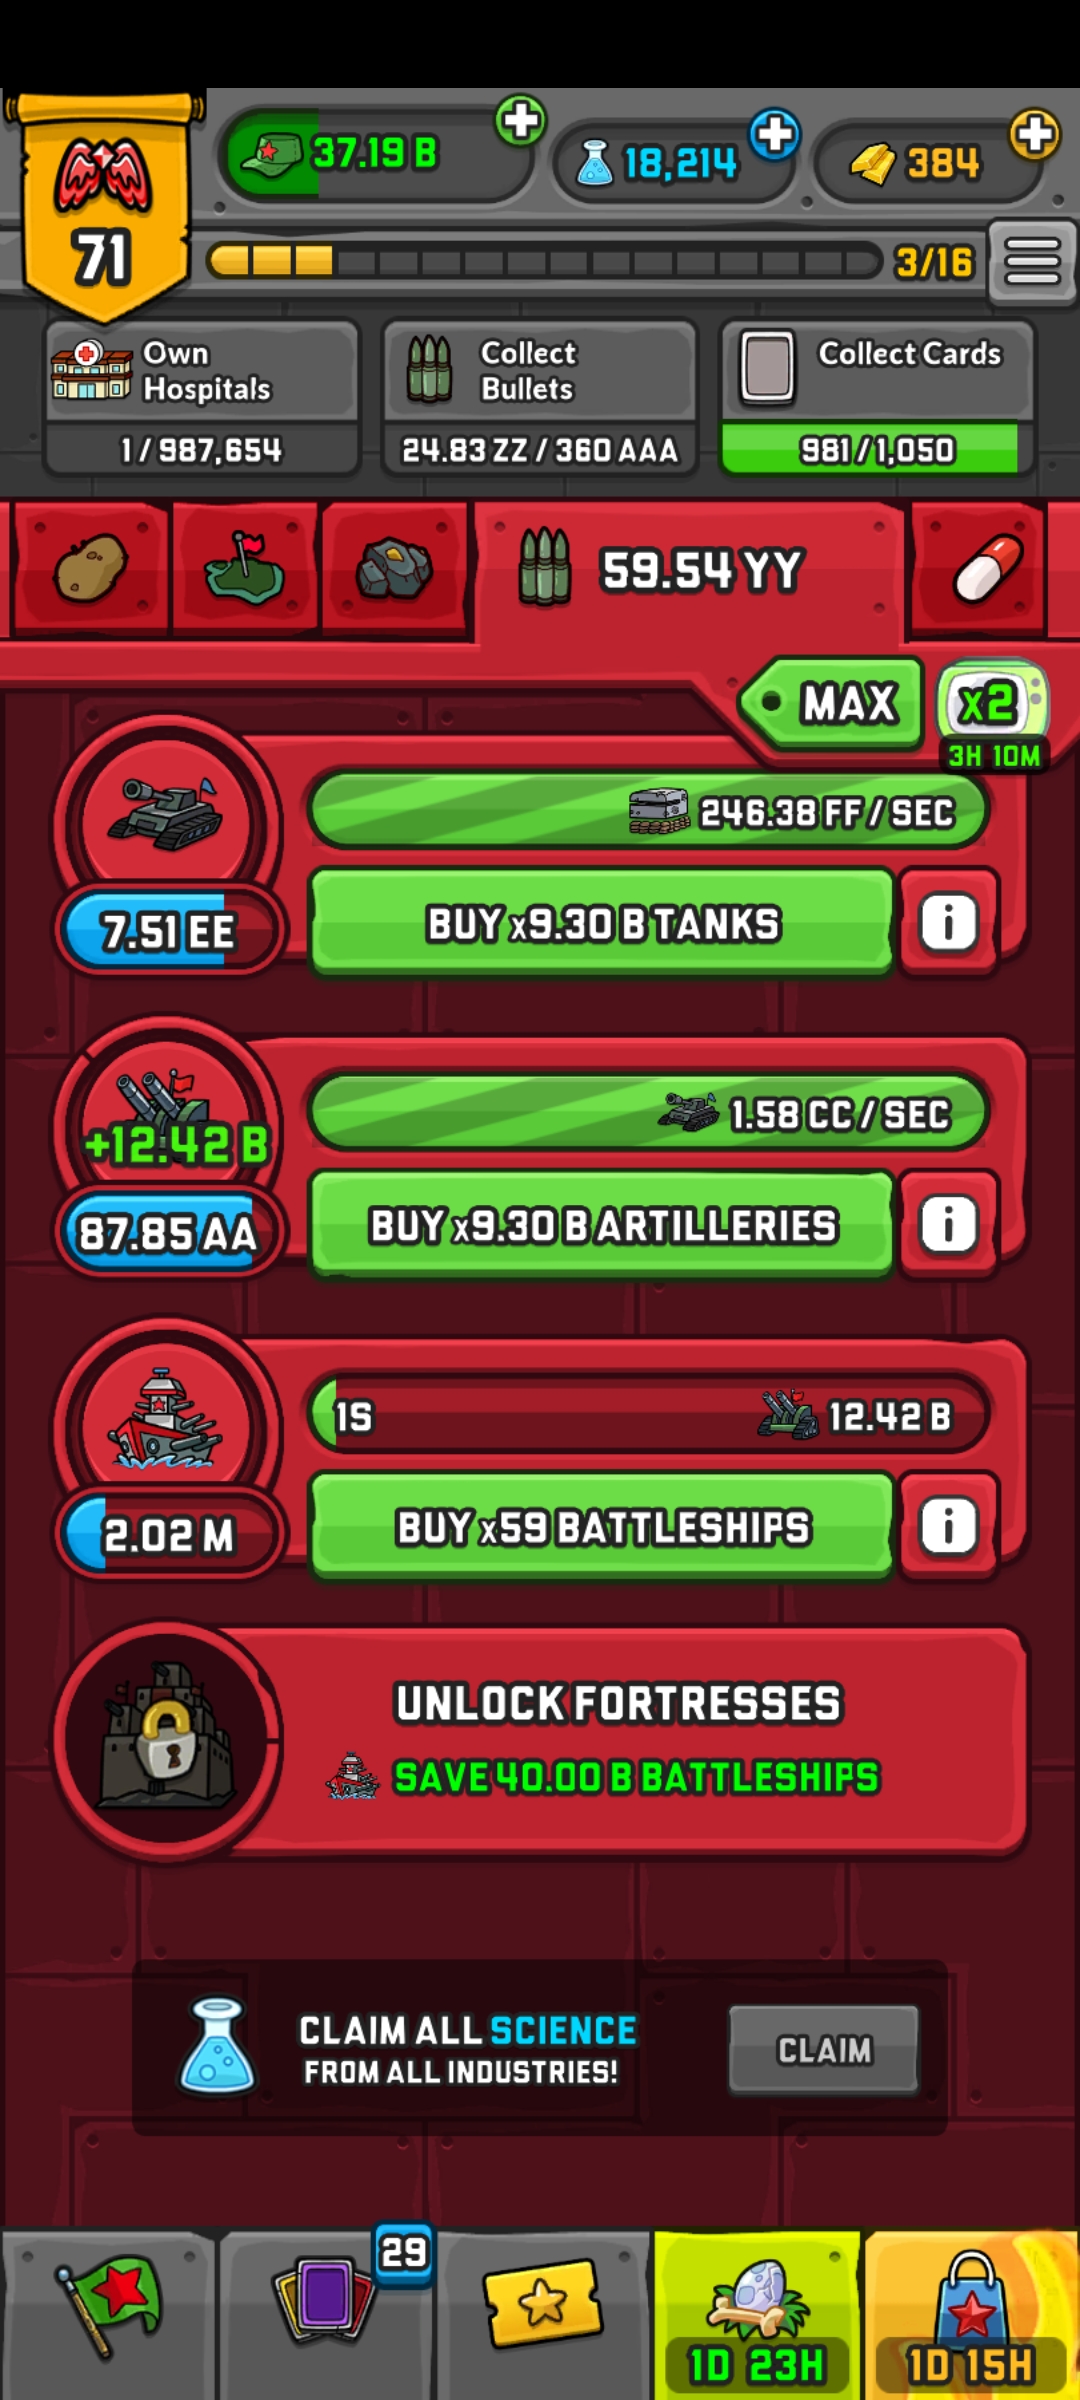 37.19 B
18,214
384
71
3/16
Own
Hospitals
1 / 987,654
Collect
Bullets
24.83 ZZ / 360 AAA
Collect Cards
981 / 1,050
59.54 YY
MAX
x2
3H 10M
246.38 FF / SEC
7.51 EE
BUY x9.30 B TANKS
i
+12.42 B
1.58 CC / SEC
87.85 AA
BUY x9.30 B ARTILLERIES
i
1S
12.42 B
2.02 M
BUY x59 BATTLESHIPS
i
UNLOCK FORTRESSES
SAVE 40.00 B BATTLESHIPS
CLAIM ALL SCIENCE
FROM ALL INDUSTRIES!
CLAIM
29
1D 23H
1D 15H